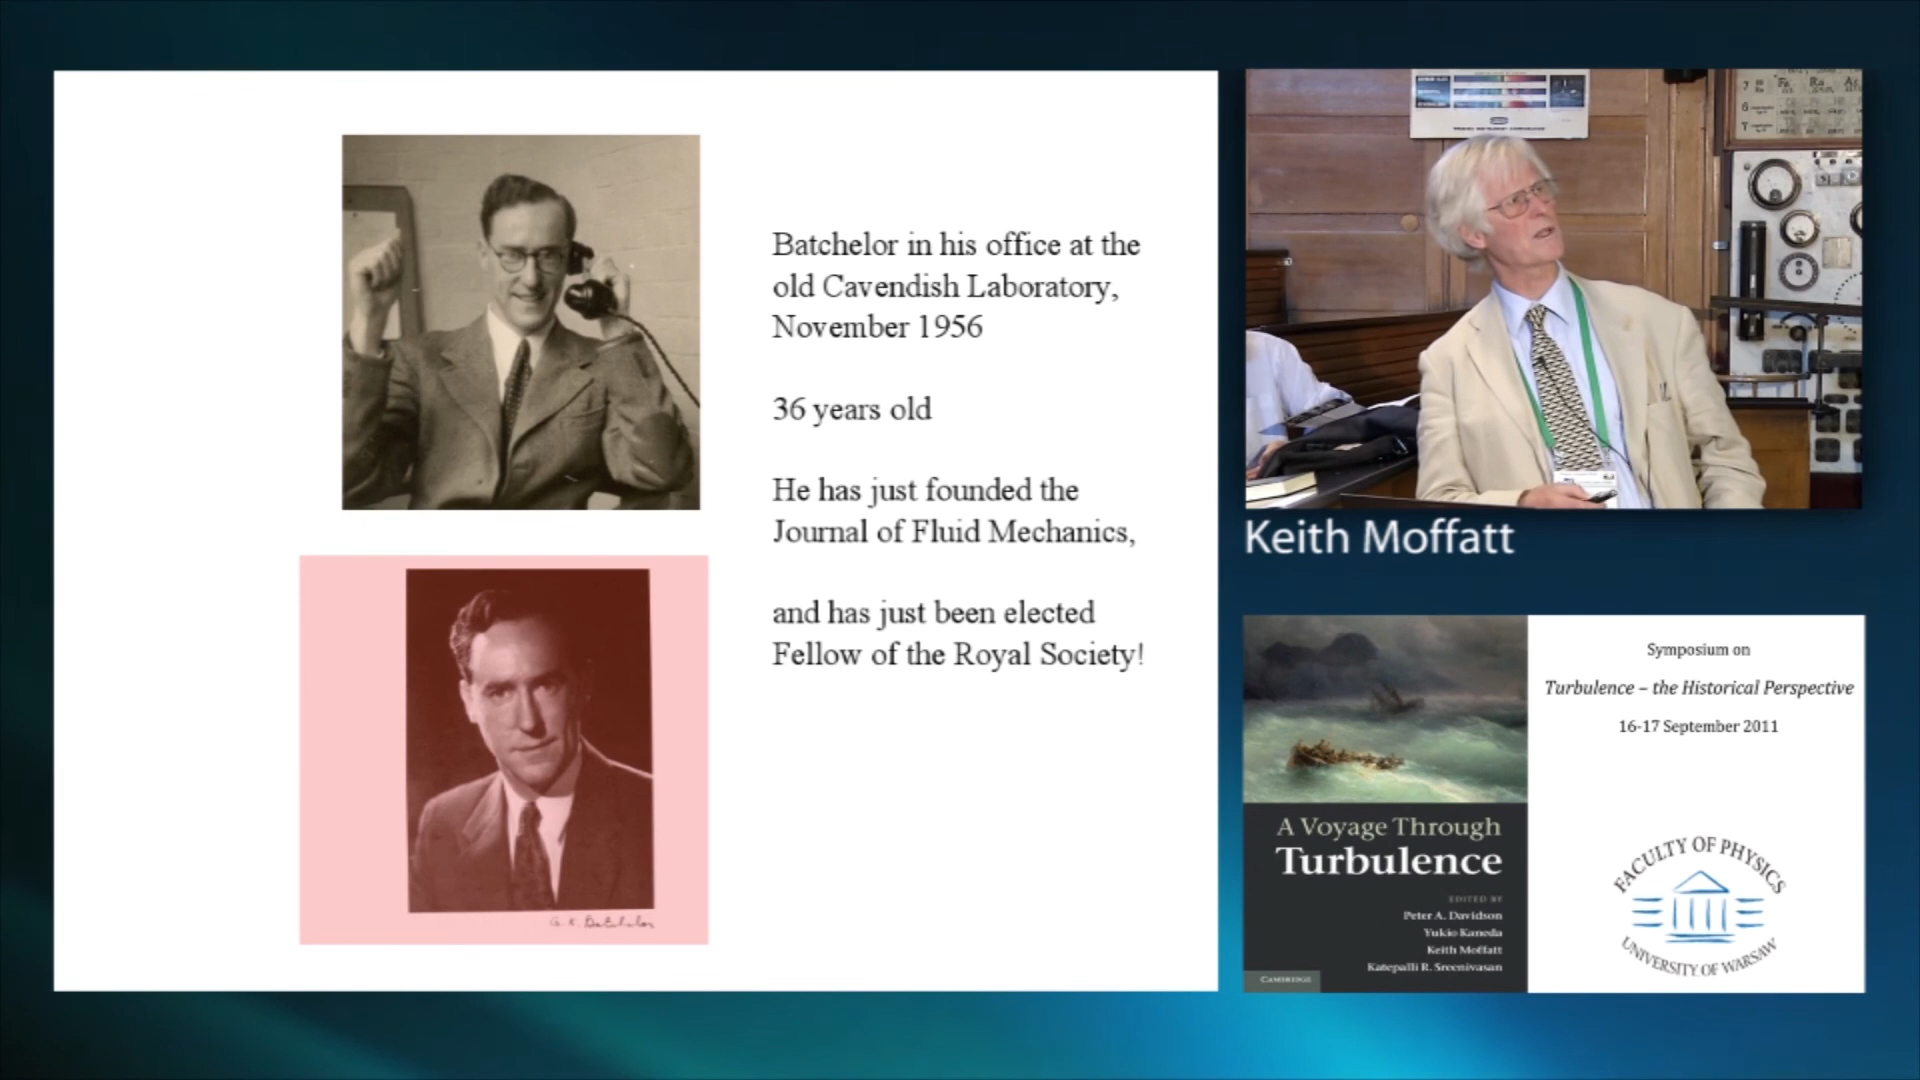 Batchelor in his office at the
old Cavendish Laboratory,
November 1956
36 years old
He has just founded the
Journal of Fluid Mechanics,
and has just been elected
Fellow of the Royal Society!
G. K. Batchelor
Keith Moffatt
A Voyage Through
Turbulence
EDITED BY
Peter A. Davidson
Yukio Kaneda
Keith Moffatt
Katepalli R. Sreenivasan
CAMBRIDGE
Symposium on
Turbulence – the Historical Perspective
16-17 September 2011
FACULTY OF PHYSICS
UNIVERSITY OF WARSAW